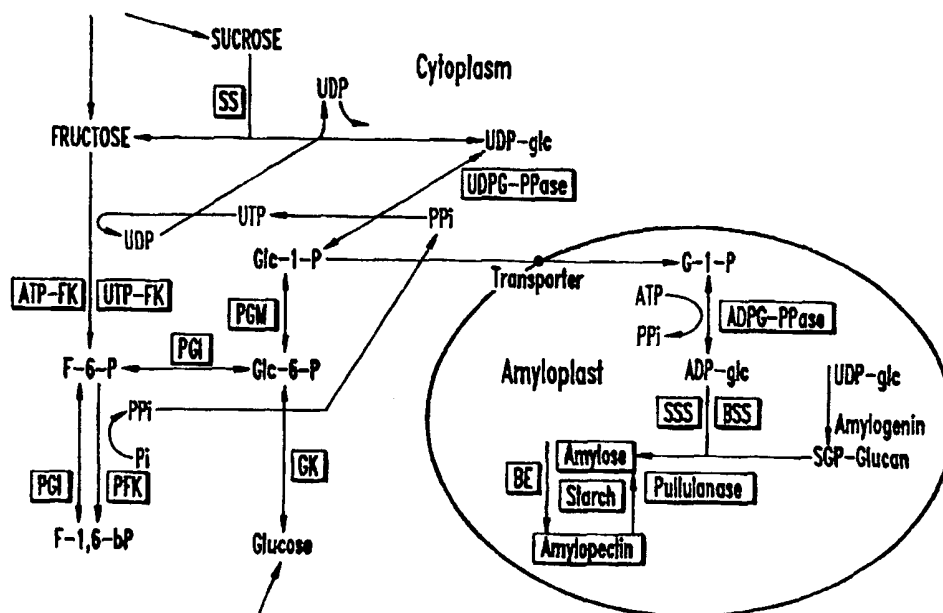 SUCROSE
Cytoplasm
UDP
SS
FRUCTOSE
UDP-glc
UDPG-PPase
UTP
PPi
UDP
Glc-1-P
Transporter
G-1-P
ATP-FK
UTP-FK
PGM
ATP
ADPG-PPase
PPi
PGI
F-6-P
Glc-6-P
Amyloplast
ADP-glc
UDP-glc
PPi
SSS
BSS
Amylogenin
Pi
GK
BE
Amylose
SGP-Glucan
PGI
PFK
Starch
Pullulanase
F-1,6-bP
Glucose
Amylopectin